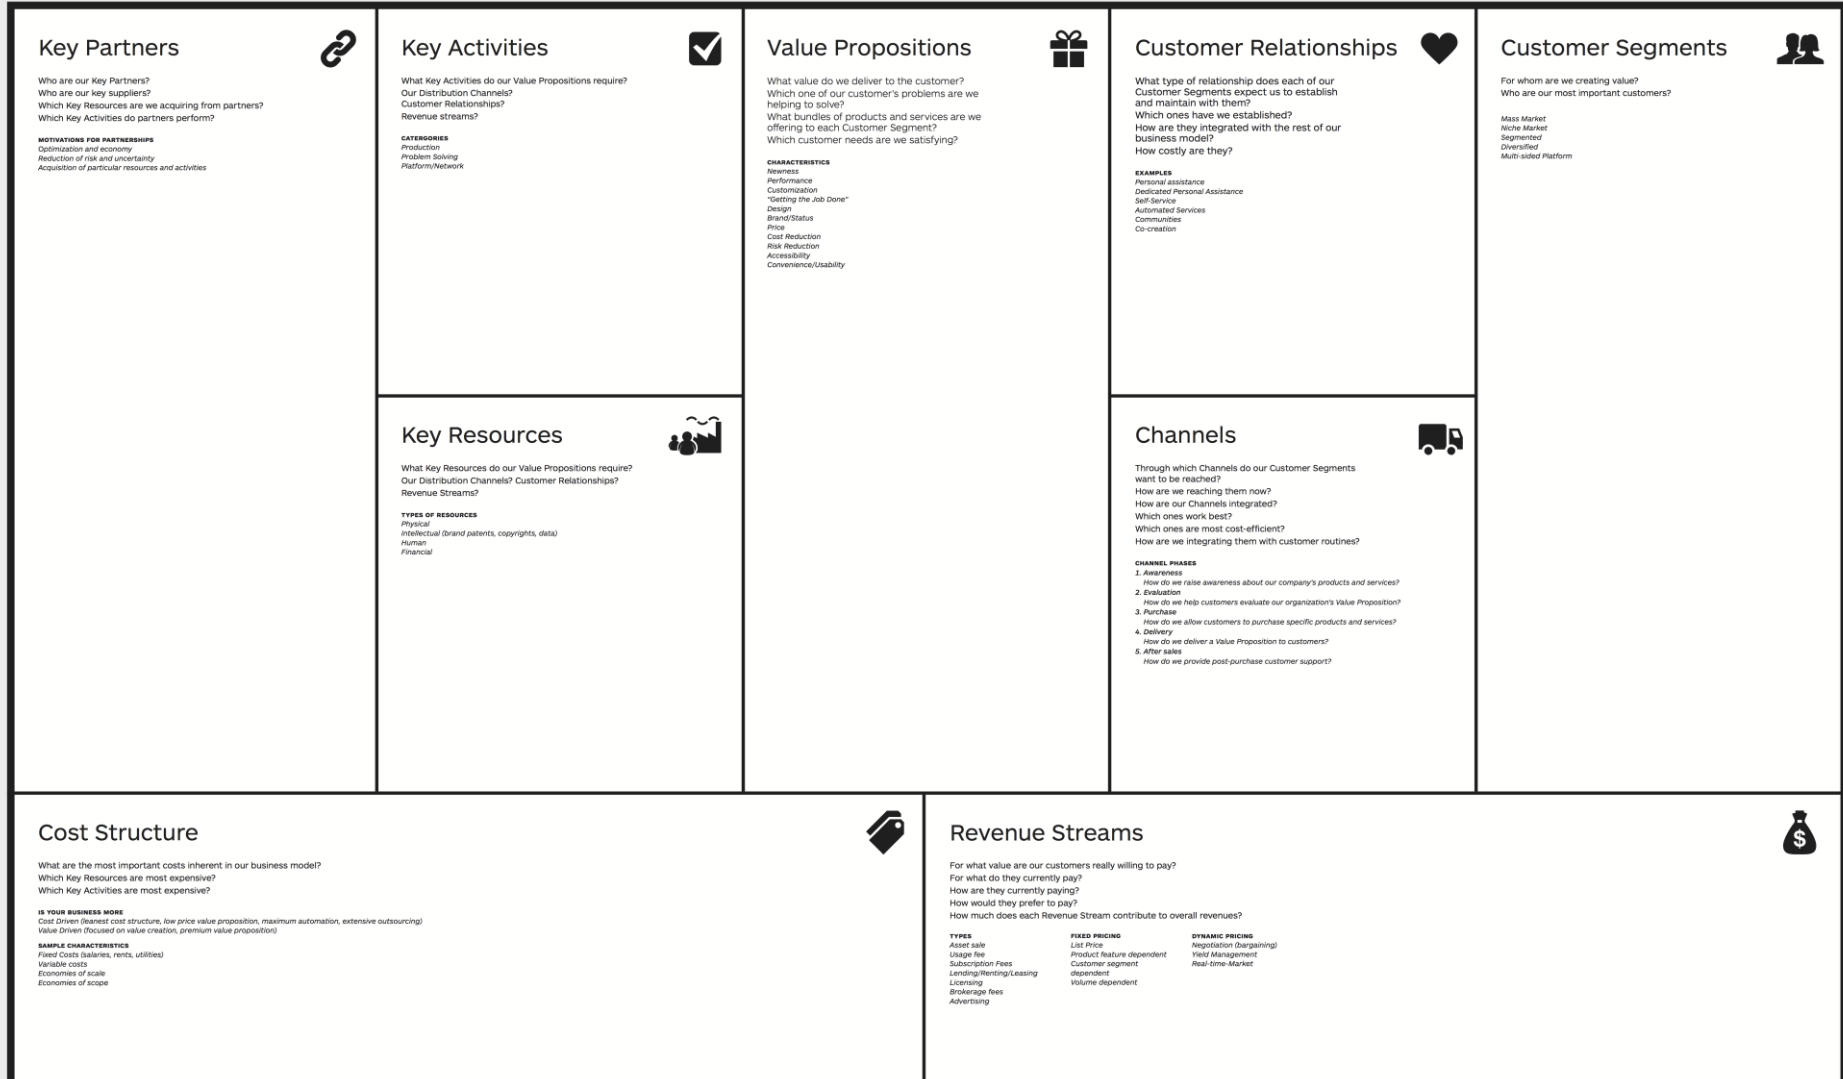 Key Partners
Who are our Key Partners?
Who are our key suppliers?
Which Key Resources are we acquiring from partners?
Which Key Activities do partners perform?
MOTIVATIONS FOR PARTNERSHIPS
Optimization and economy
Reduction of risk and uncertainty
Acquisition of particular resources and activities
Key Activities
What Key Activities do our Value Propositions require?
Our Distribution Channels?
Customer Relationships?
Revenue streams?
CATERGORIES
Production
Problem Solving
Platform/Network
Key Resources
What Key Resources do our Value Propositions require?
Our Distribution Channels? Customer Relationships?
Revenue Streams?
TYPES OF RESOURCES
Physical
Intellectual (brand patents, copyrights, data)
Human
Financial
Value Propositions
What value do we deliver to the customer?
Which one of our customer's problems are we
helping to solve?
What bundles of products and services are we
offering to each Customer Segment?
Which customer needs are we satisfying?
CHARACTERISTICS
Newness
Performance
Customization
"Getting the Job Done"
Design
Brand/Status
Price
Cost Reduction
Risk Reduction
Accessibility
Convenience/Usability
Customer Relationships
What type of relationship does each of our
Customer Segments expect us to establish
and maintain with them?
Which ones have we established?
How are they integrated with the rest of our
business model?
How costly are they?
EXAMPLES
Personal assistance
Dedicated Personal Assistance
Self-Service
Automated Services
Communities
Co-creation
Channels
Through which Channels do our Customer Segments
want to be reached?
How are we reaching them now?
How are our Channels integrated?
Which ones work best?
Which ones are most cost-efficient?
How are we integrating them with customer routines?
CHANNEL PHASES
1. Awareness
How do we raise awareness about our company's products and services?
2. Evaluation
How do we help customers evaluate our organization's Value Proposition?
3. Purchase
How do we allow customers to purchase specific products and services?
4. Delivery
How do we deliver a Value Proposition to customers?
5. After sales
How do we provide post-purchase customer support?
Customer Segments
For whom are we creating value?
Who are our most important customers?
Mass Market
Niche Market
Segmented
Diversified
Multi-sided Platform
Cost Structure
What are the most important costs inherent in our business model?
Which Key Resources are most expensive?
Which Key Activities are most expensive?
IS YOUR BUSINESS MORE
Cost Driven (leanest cost structure, low price value proposition, maximum automation, extensive outsourcing)
Value Driven (focused on value creation, premium value proposition)
SAMPLE CHARACTERISTICS
Fixed Costs (salaries, rents, utilities)
Variable costs
Economies of scale
Economies of scope
Revenue Streams
For what value are our customers really willing to pay?
For what do they currently pay?
How are they currently paying?
How would they prefer to pay?
How much does each Revenue Stream contribute to overall revenues?
TYPES
Asset sale
Usage fee
Subscription Fees
Lending/Renting/Leasing
Licensing
Brokerage fees
Advertising
FIXED PRICING
List Price
Product feature dependent
Customer segment
dependent
Volume dependent
DYNAMIC PRICING
Negotiation (bargaining)
Yield Management
Real-time-Market
$